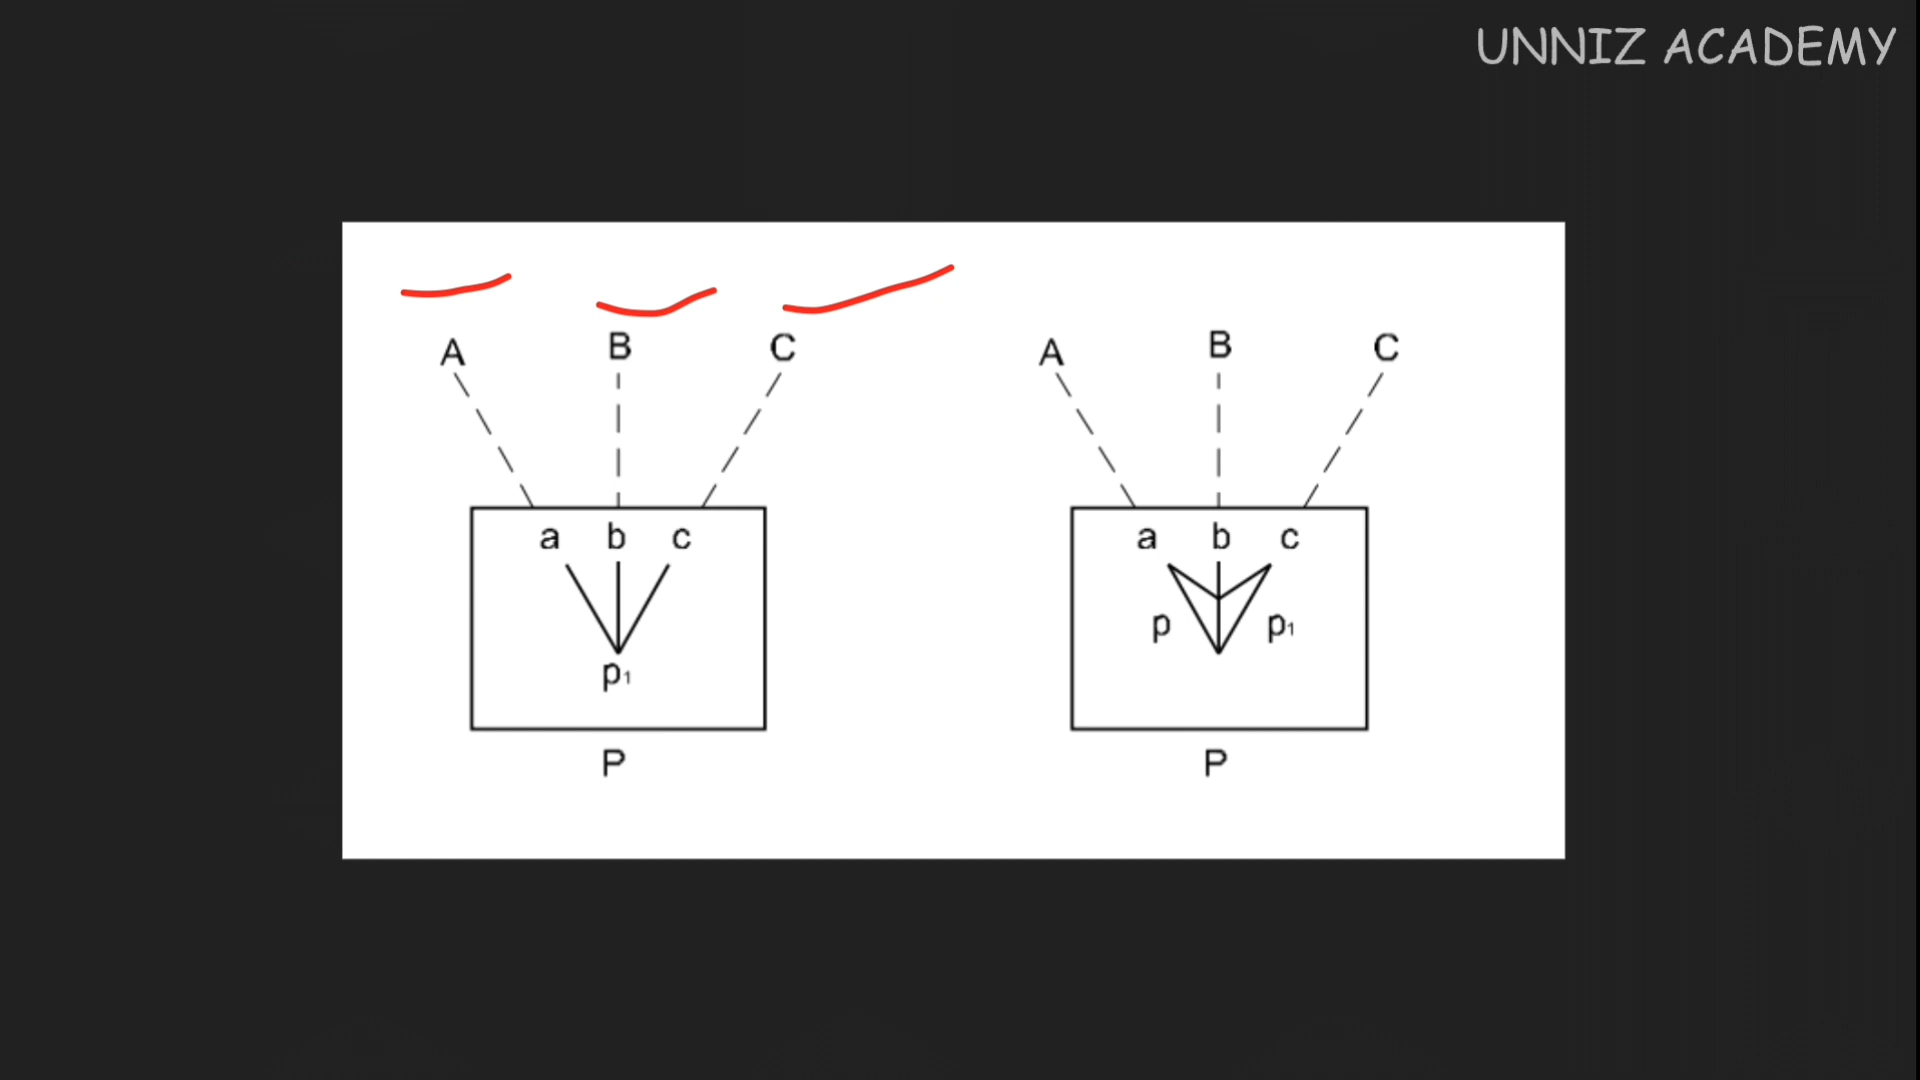 UNNIZ ACADEMY
A B C A B C
a b c a b c
p p₁
p₁
P P